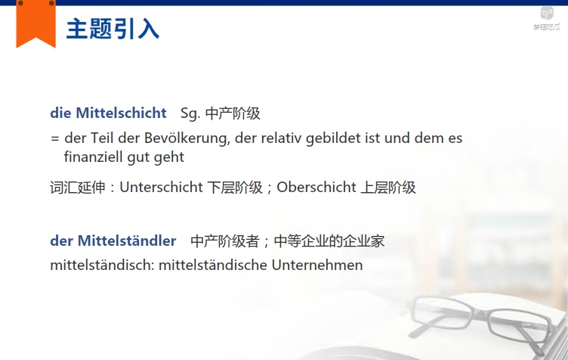 主题引入
die Mittelschicht Sg. 中产阶级
= der Teil der Bevölkerung, der relativ gebildet ist und dem es
finanziell gut geht
词汇延伸：Unterschicht 下层阶级；Oberschicht 上层阶级
der Mittelständler 中产阶级者；中等企业的企业家
mittelständisch: mittelständische Unternehmen